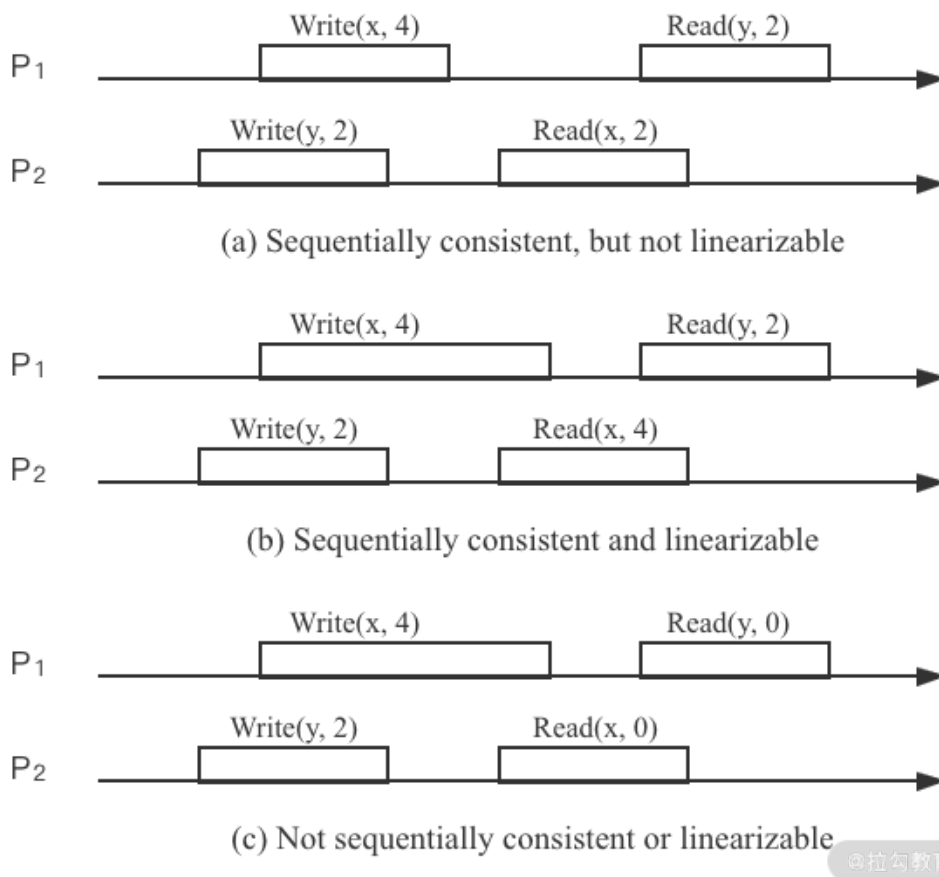 Write(x, 4) Read(y, 2)
P₁
Write(y, 2) Read(x, 2)
P₂
(a) Sequentially consistent, but not linearizable
Write(x, 4) Read(y, 2)
P₁
Write(y, 2) Read(x, 4)
P₂
(b) Sequentially consistent and linearizable
Write(x, 4) Read(y, 0)
P₁
Write(y, 2) Read(x, 0)
P₂
(c) Not sequentially consistent or linearizable
@拉勾教